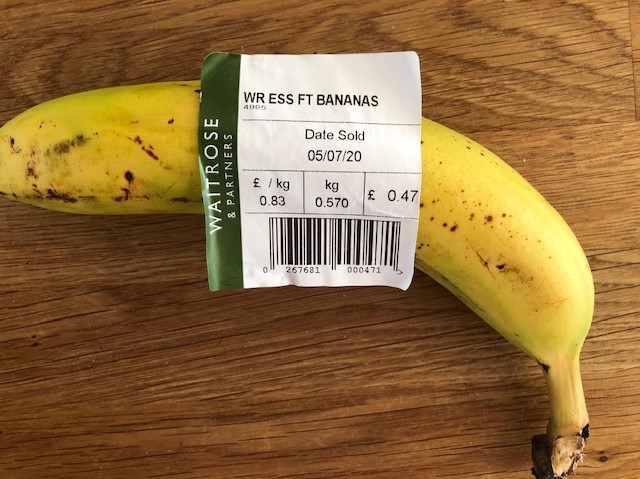 WAITROSE
& PARTNERS
WR ESS FT BANANAS
4995
Date Sold
05/07/20
£ / kg
0.83
kg
0.570
£ 0.47
0 267681 000471